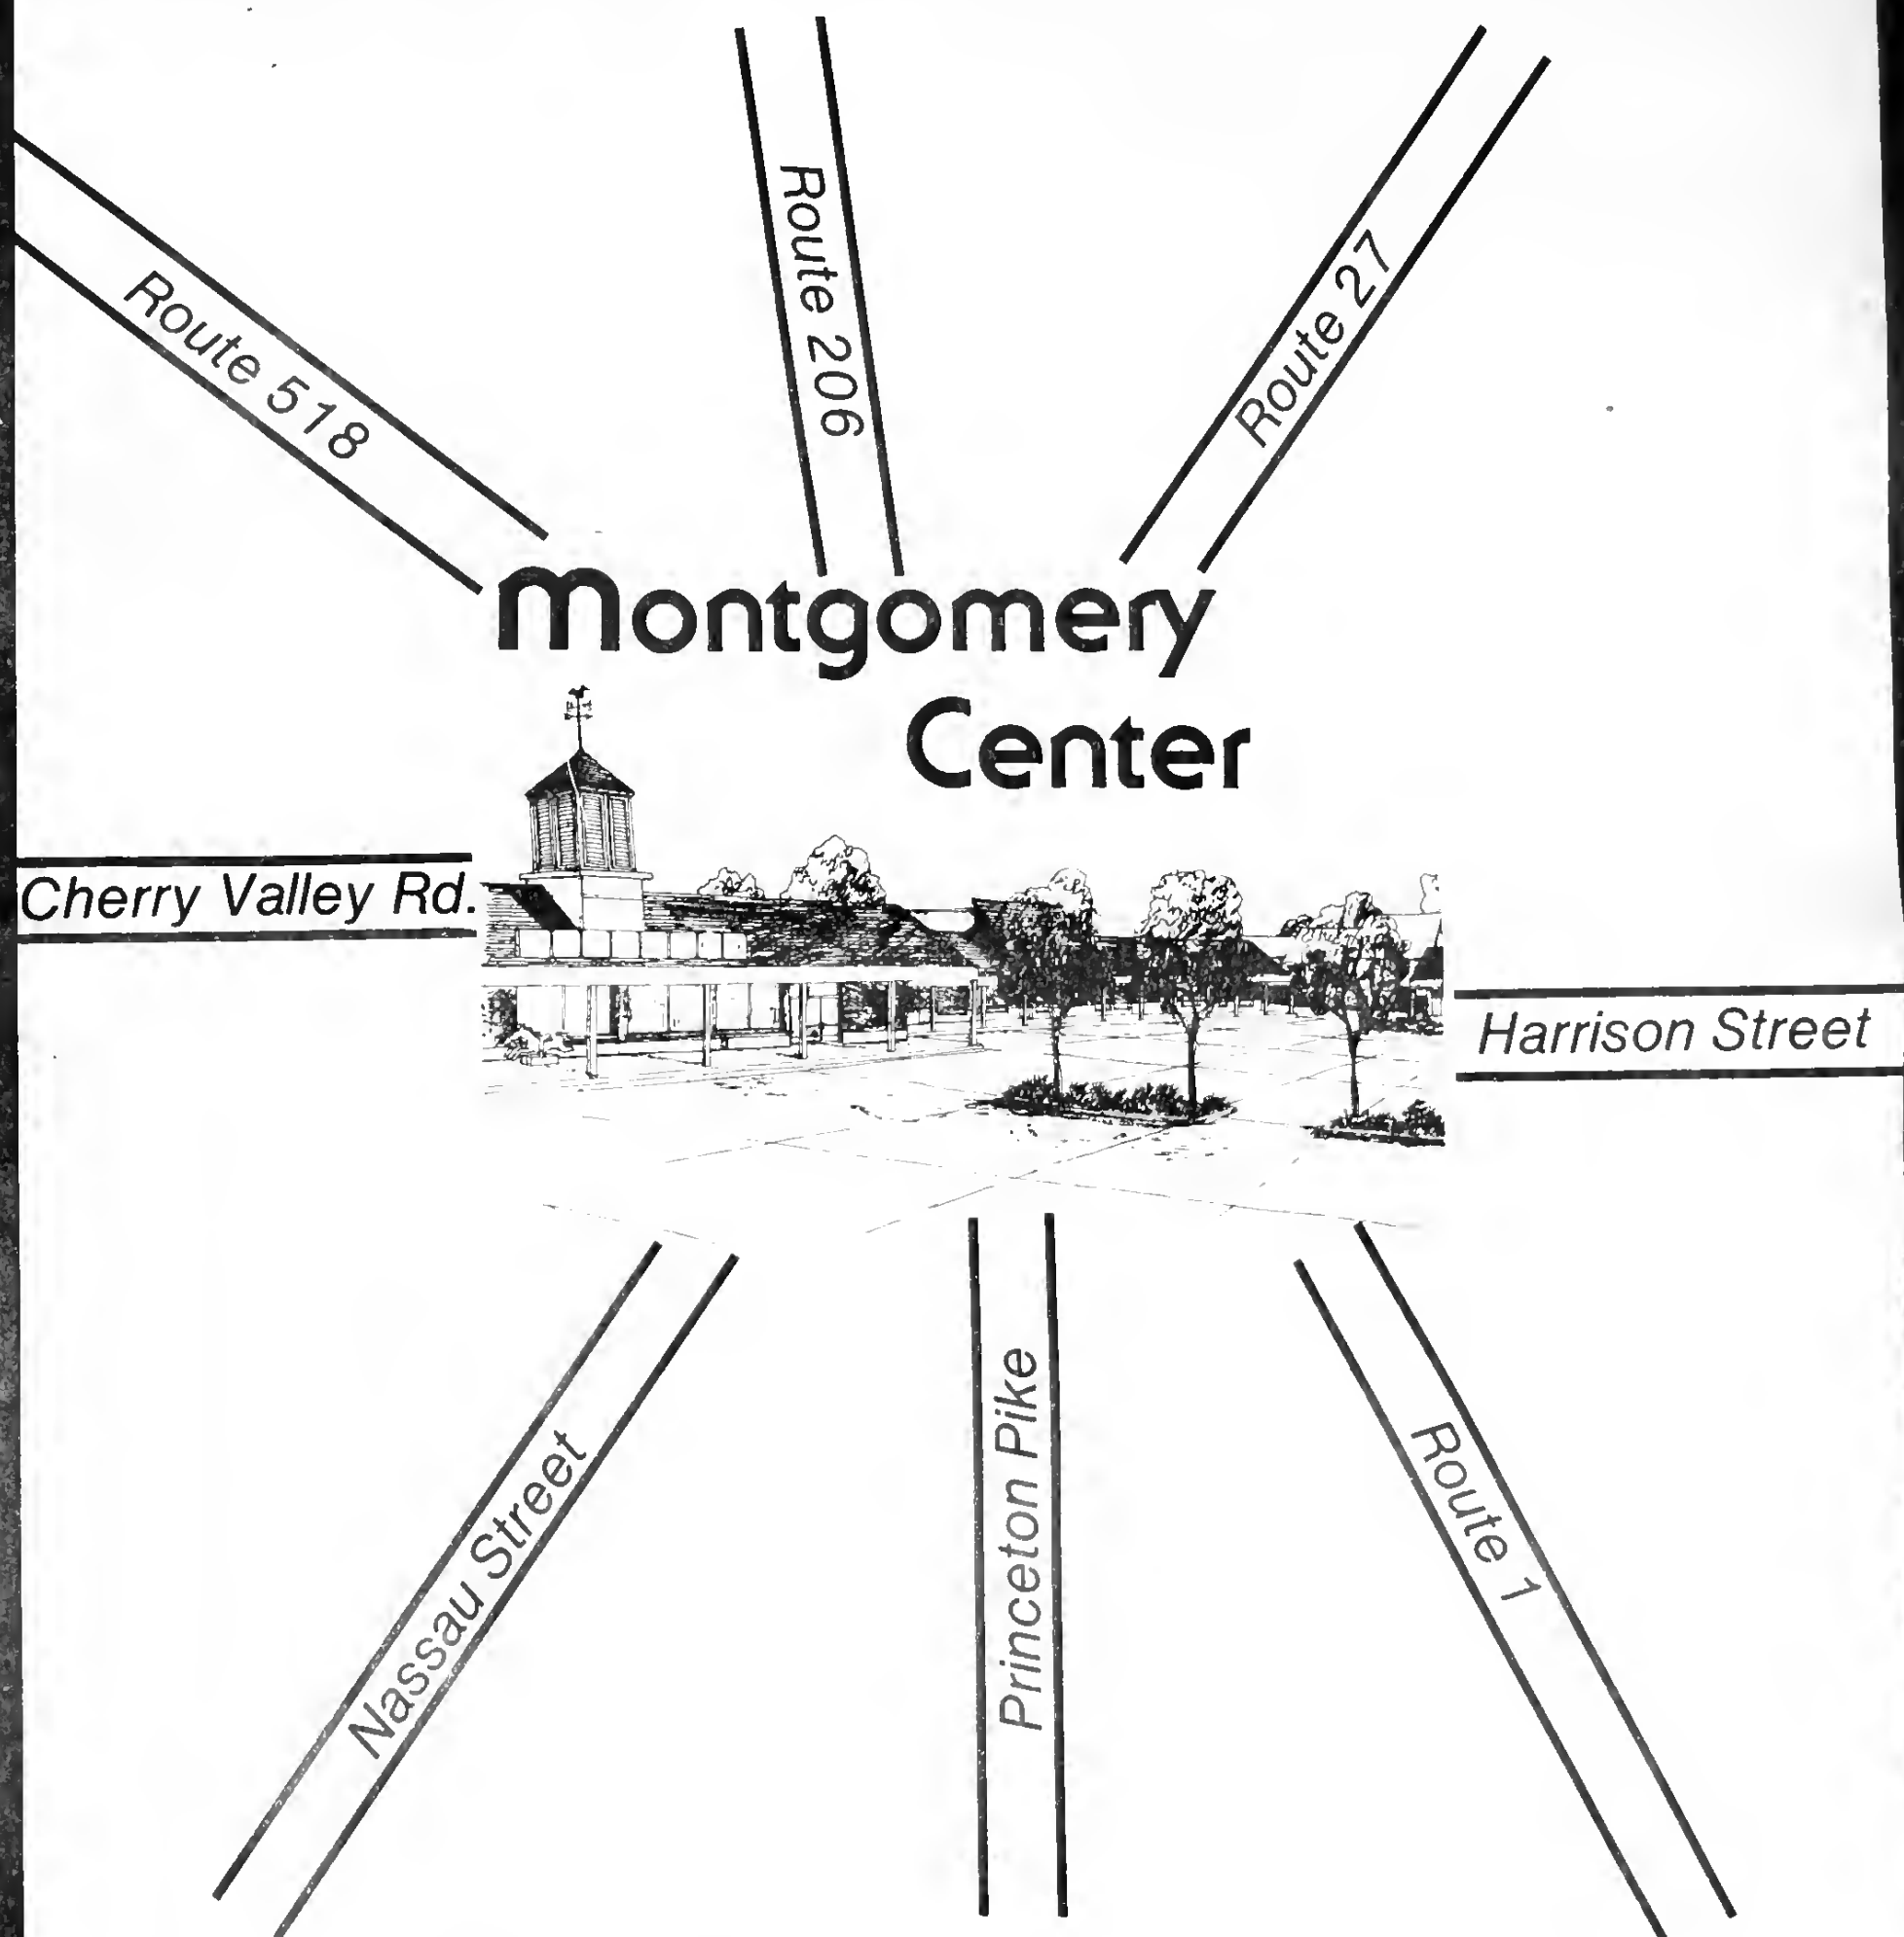 Route 518
Route 206
Route 27
Montgomery
Center
Cherry Valley Rd.
Harrison Street
Nassau Street
Princeton Pike
Route 1